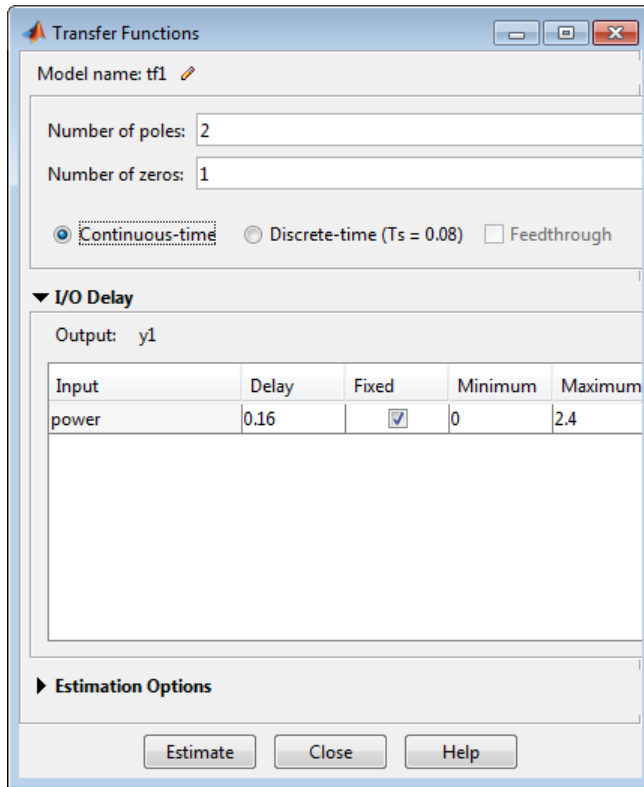 Transfer Functions
Model name: tf1
Number of poles: 2
Number of zeros: 1
Continuous-time Discrete-time (Ts = 0.08) Feedthrough
I/O Delay
Output: y1
Input Delay Fixed Minimum Maximum
power 0.16 0 2.4
Estimation Options
Estimate Close Help